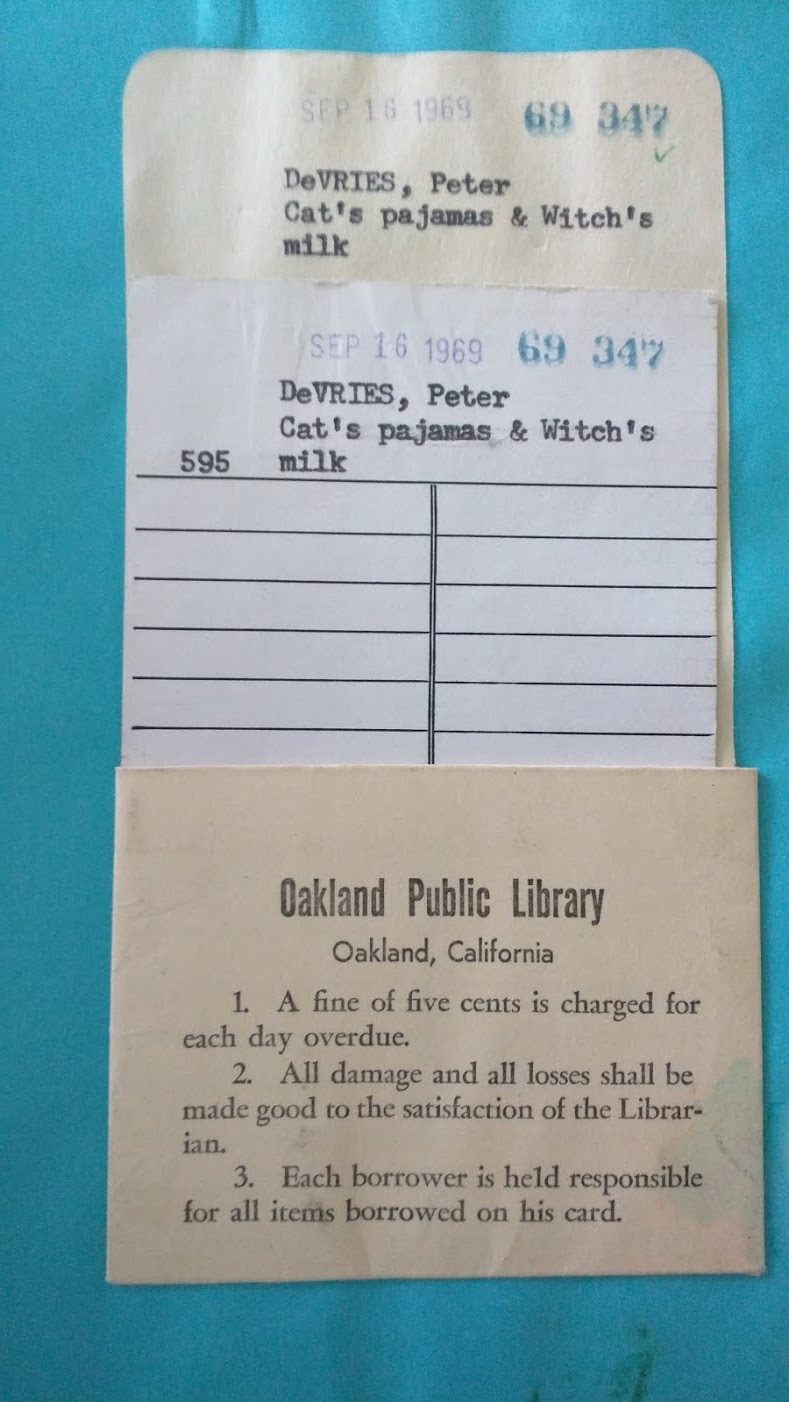 SEP 16 1969 69 347
DeVRIES, Peter
Cat's pajamas & Witch's
milk
SEP 16 1969 69 347
DeVRIES, Peter
Cat's pajamas & Witch's
595 milk
Oakland Public Library
Oakland, California
1. A fine of five cents is charged for
each day overdue.
2. All damage and all losses shall be
made good to the satisfaction of the Librar-
ian.
3. Each borrower is held responsible
for all items borrowed on his card.